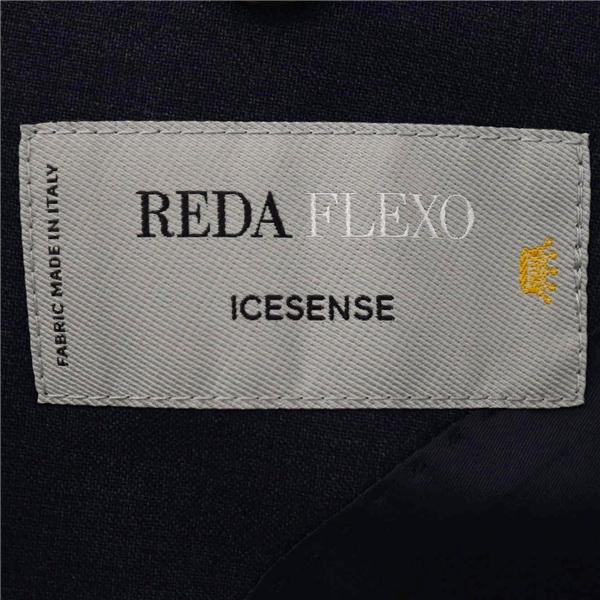 REDA FLEXO
ICESENSE
FABRIC MADE IN ITALY